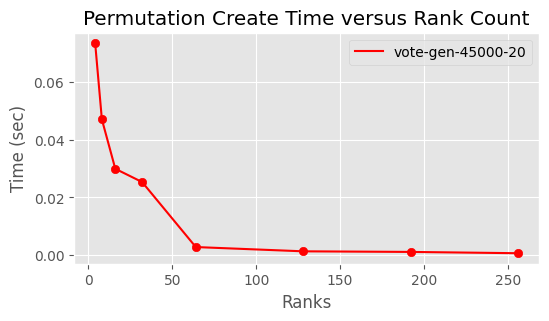 Permutation Create Time versus Rank Count
vote-gen-45000-20
0.06
0.04
0.02
0.00
Time (sec)
0 50 100 150 200 250
Ranks